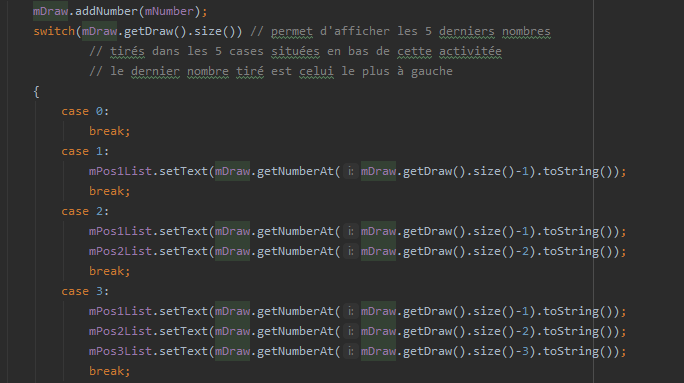 mDraw.addNumber(mNumber);
switch(mDraw.getDraw().size()) // permet d'afficher les 5 derniers nombres
// tirés dans les 5 cases situées en bas de cette activitée
// le dernier nombre tiré est celui le plus à gauche
{
case 0:
break;
case 1:
mPos1List.setText(mDraw.getNumberAt( i: mDraw.getDraw().size()-1).toString());
break;
case 2:
mPos1List.setText(mDraw.getNumberAt( i: mDraw.getDraw().size()-1).toString());
mPos2List.setText(mDraw.getNumberAt( i: mDraw.getDraw().size()-2).toString());
break;
case 3:
mPos1List.setText(mDraw.getNumberAt( i: mDraw.getDraw().size()-1).toString());
mPos2List.setText(mDraw.getNumberAt( i: mDraw.getDraw().size()-2).toString());
mPos3List.setText(mDraw.getNumberAt( i: mDraw.getDraw().size()-3).toString());
break;